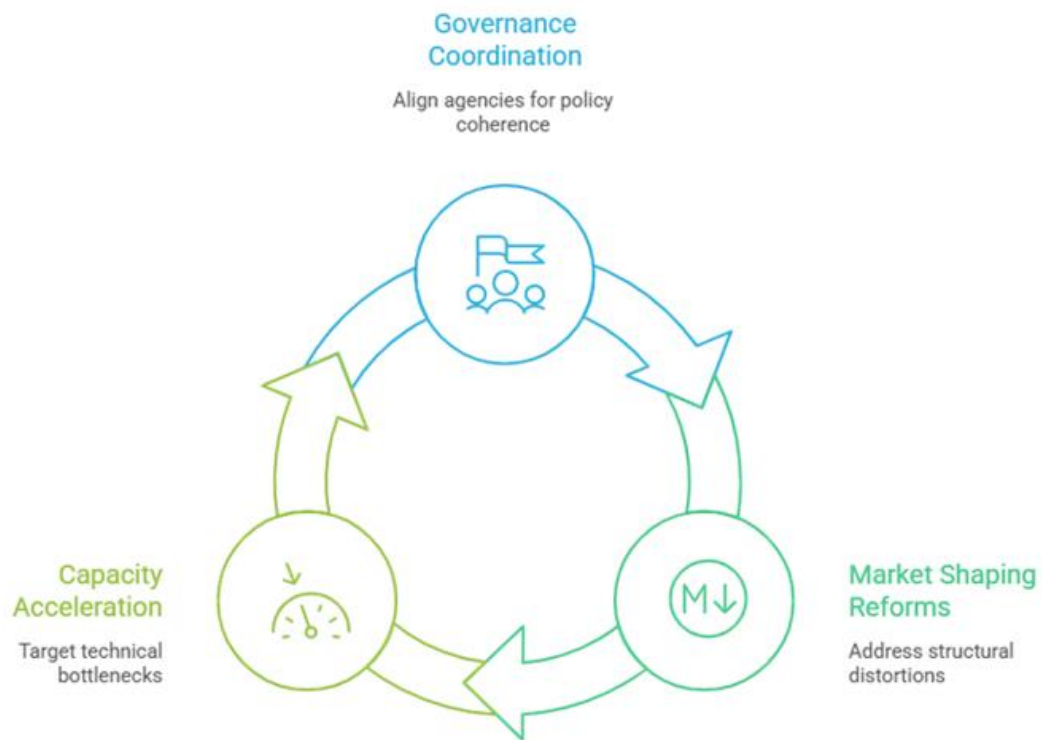 Governance
Coordination
Align agencies for policy
coherence
Capacity
Acceleration
Target technical
bottlenecks
M↓
Market Shaping
Reforms
Address structural
distortions